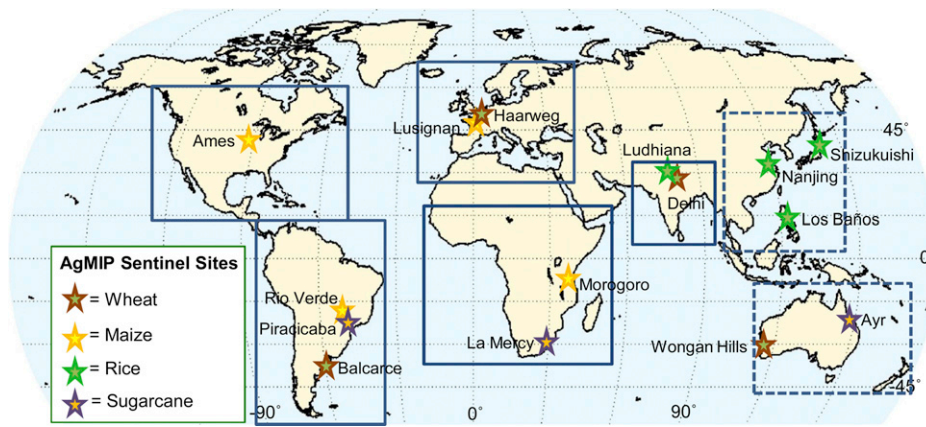 Ames
Lusignan
Haarweg
45°
Ludhiana
Shizukuishi
Nanjing
Delhi
Los Baños
0
AgMIP Sentinel Sites
= Wheat
= Maize
= Rice
= Sugarcane
Rio Verde
Piracicaba
Morogoro
La Mercy
Ayr
Wongan Hills
Balcarce
-45°
-90°
0°
90°